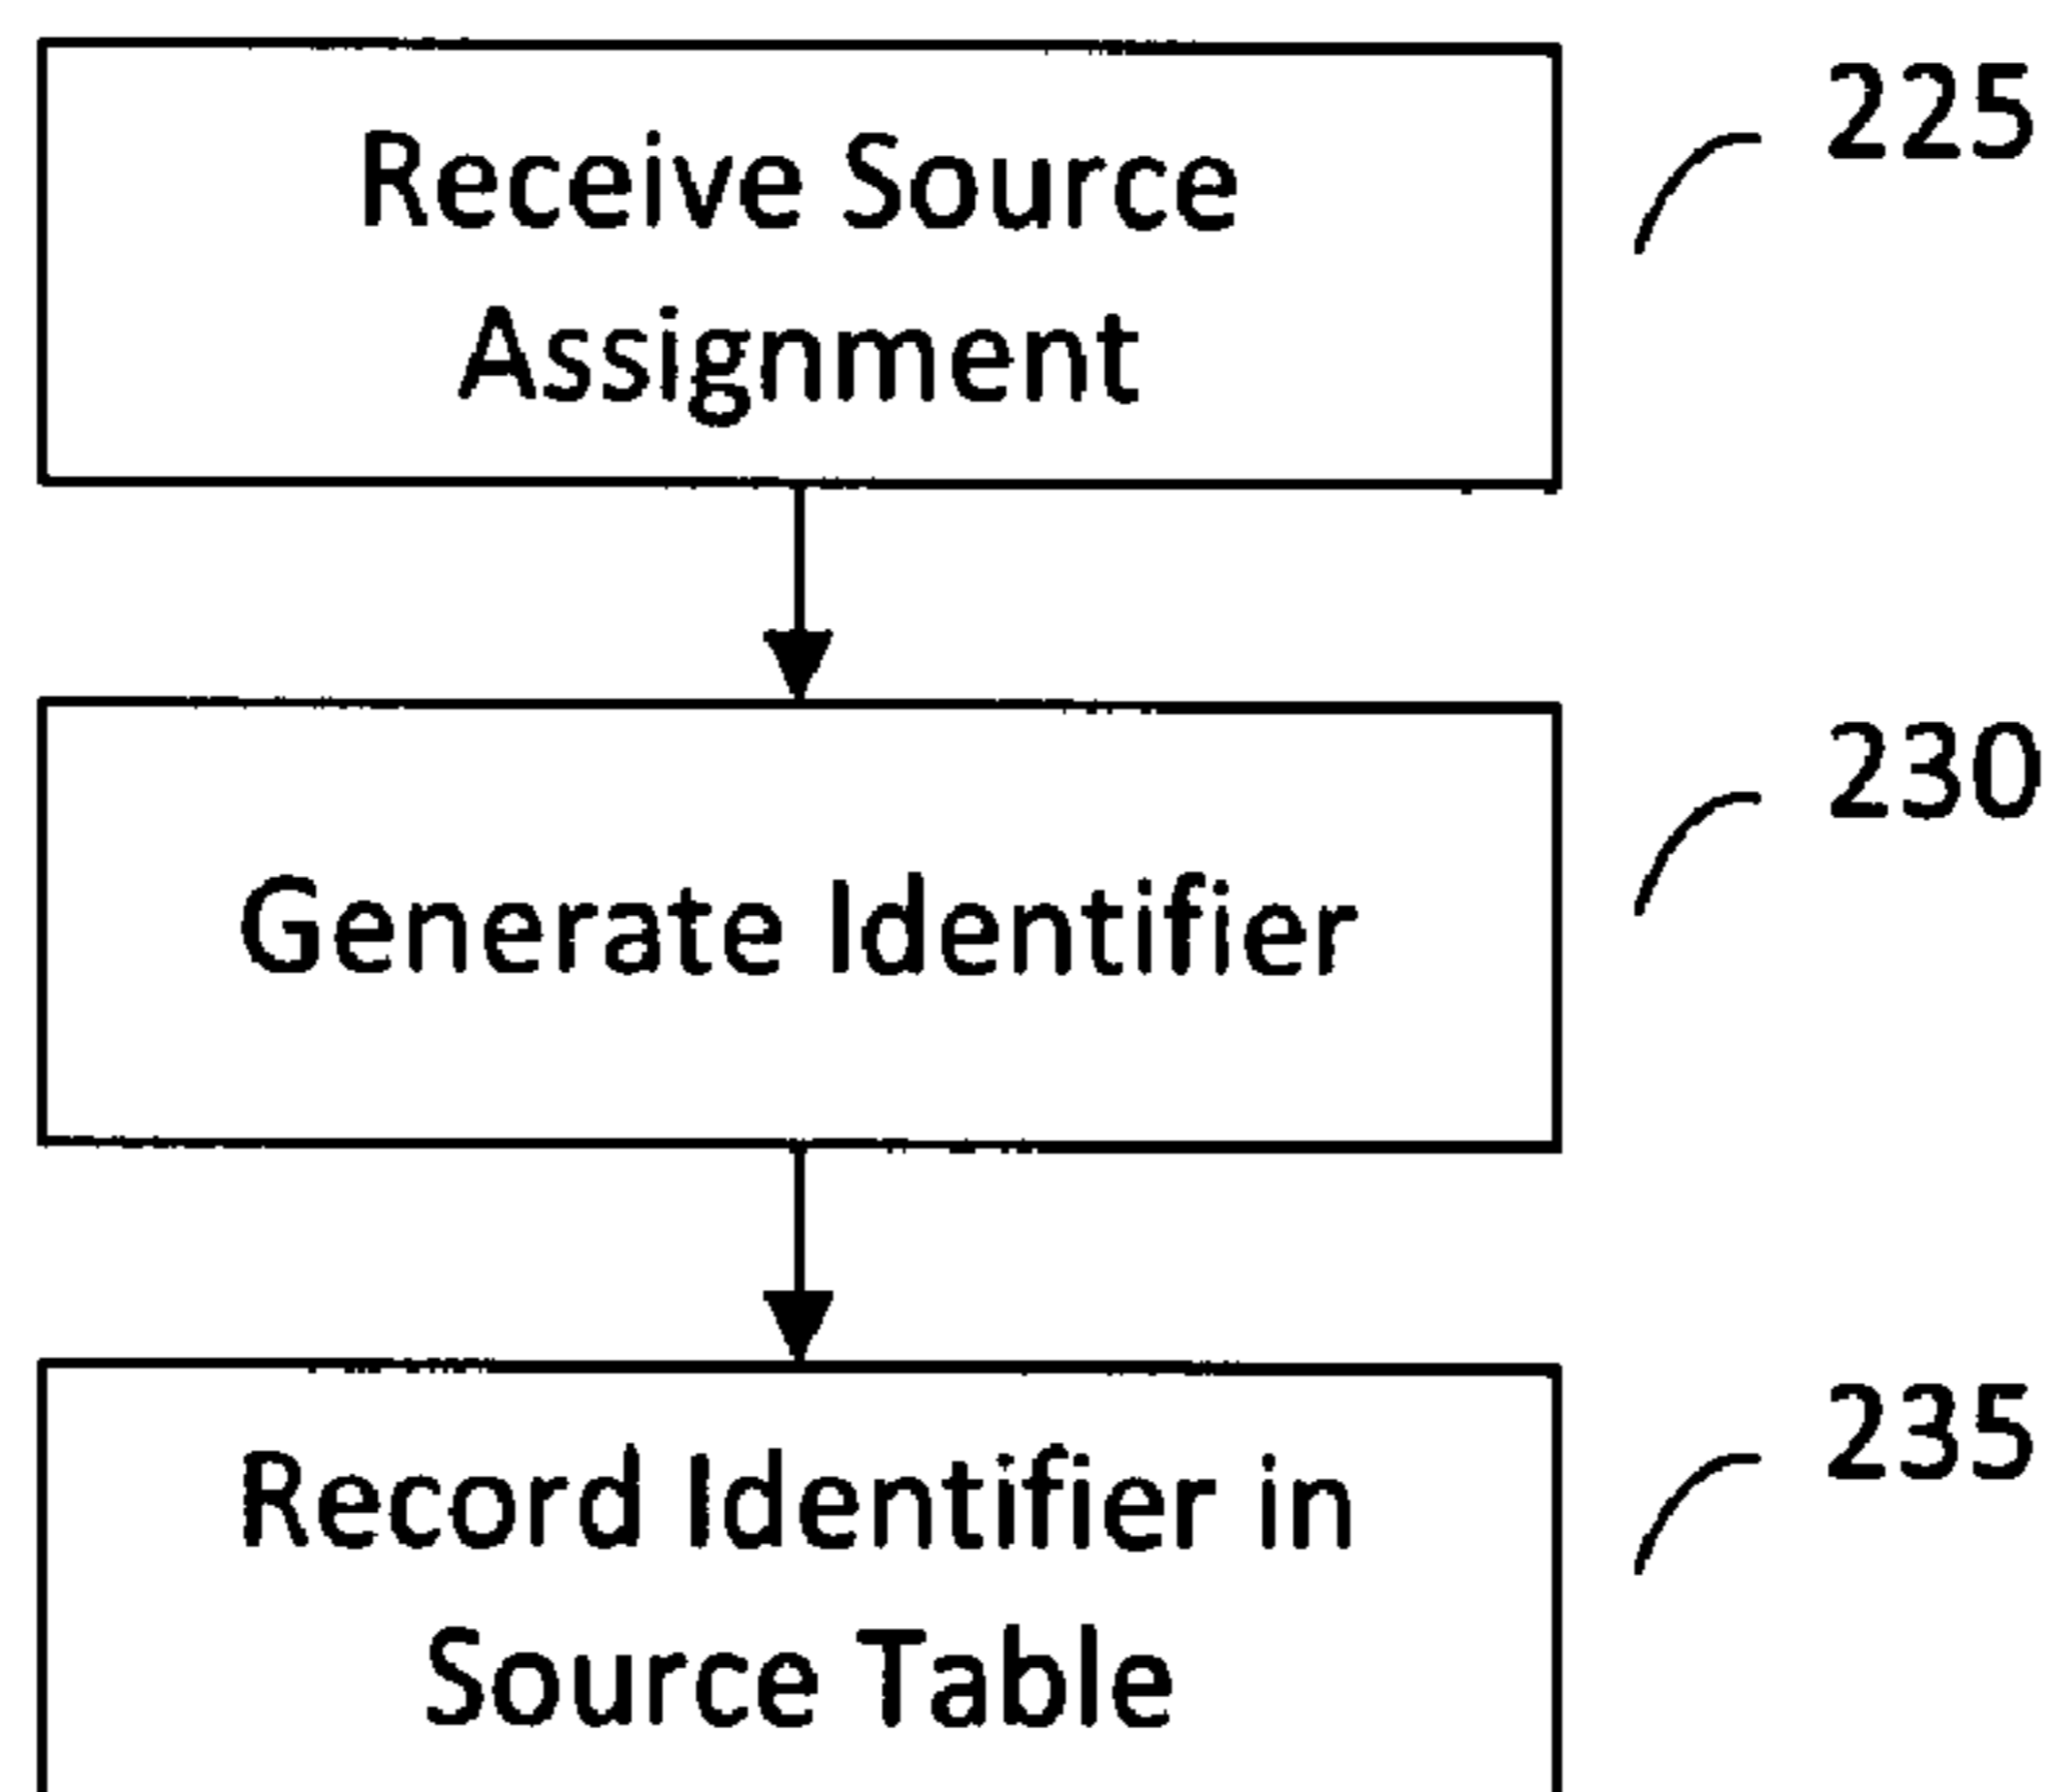 Receive Source
Assignment
225
Generate Identifier
230
Record Identifier in
Source Table
235